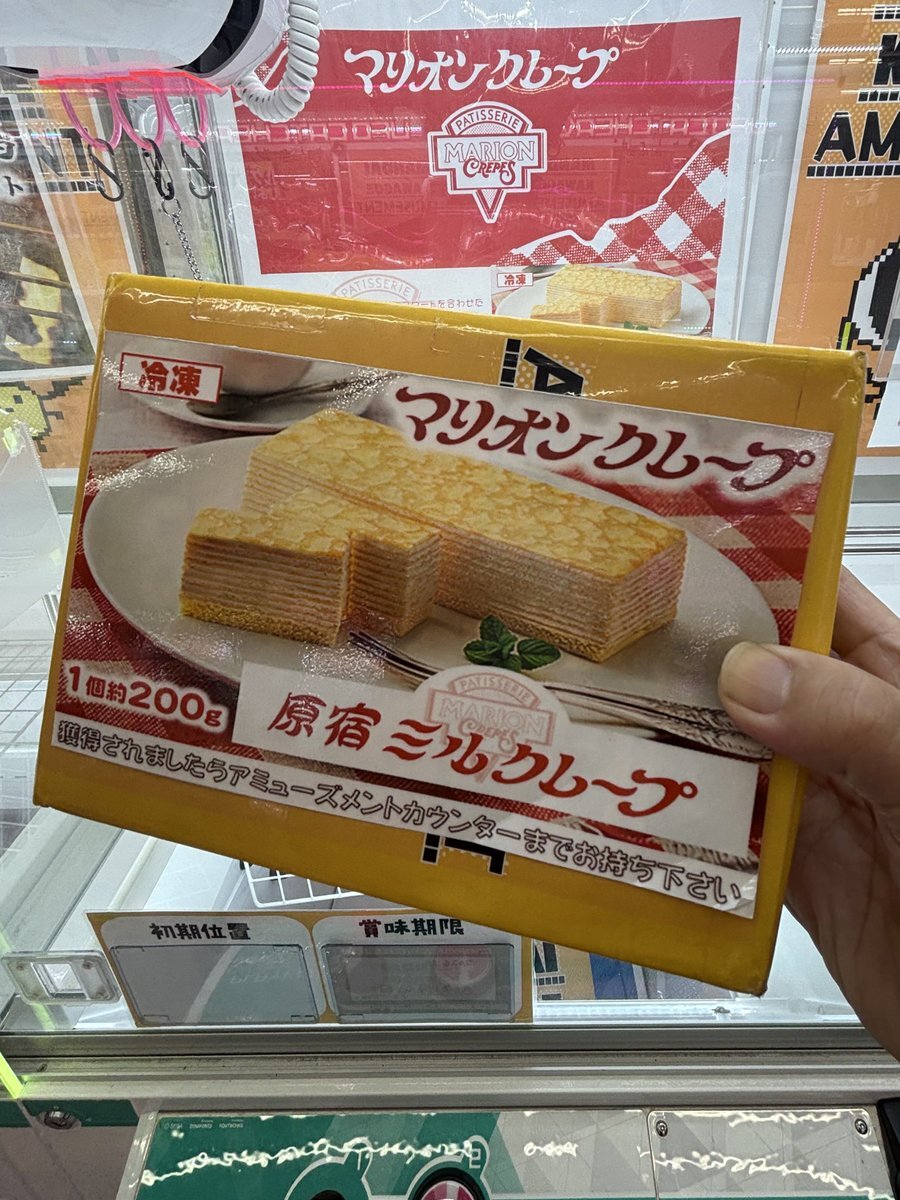 マリオンクレープ
PATISSERIE
MARION
CREPES
PATISSERIE
冷凍
AM
冷凍
マリオンクレープ
1個約200g
PATISSERIE
MARION
CREPES
原宿ミルクレープ
獲得されましたらアミューズメントカウンターまでお持ち下さい
初期位置
賞味期限